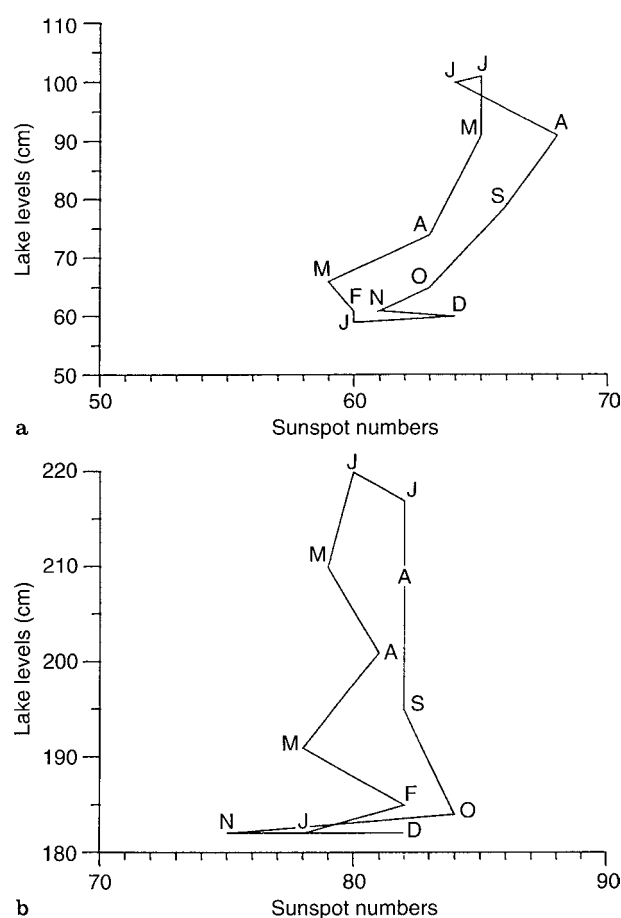 110
100
90
80
70
60
50
Lake levels (cm)
J J
M A
S
A
M O
F N D
J
50 60 70
a Sunspot numbers
220
210
200
190
180
Lake levels (cm)
J
J
M
A
A
S
M
F
O
N J D
70 80 90
b Sunspot numbers